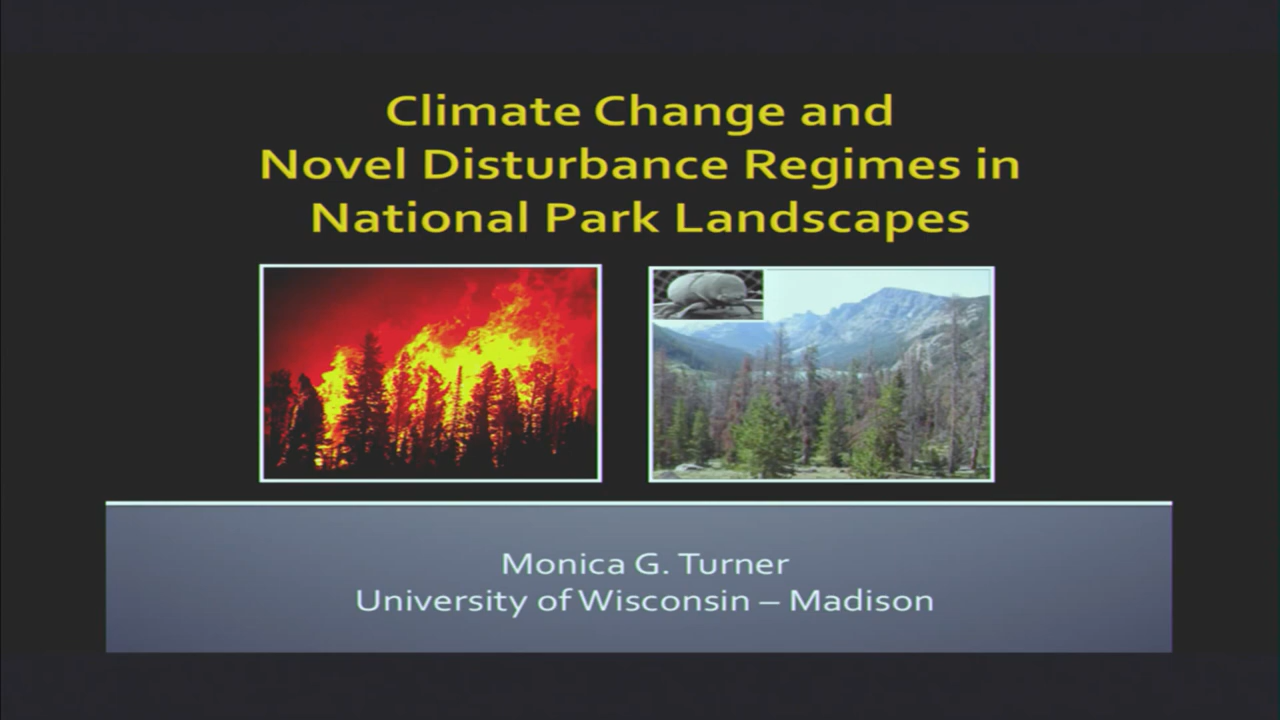 Climate Change and
Novel Disturbance Regimes in
National Park Landscapes
Monica G. Turner
University of Wisconsin – Madison